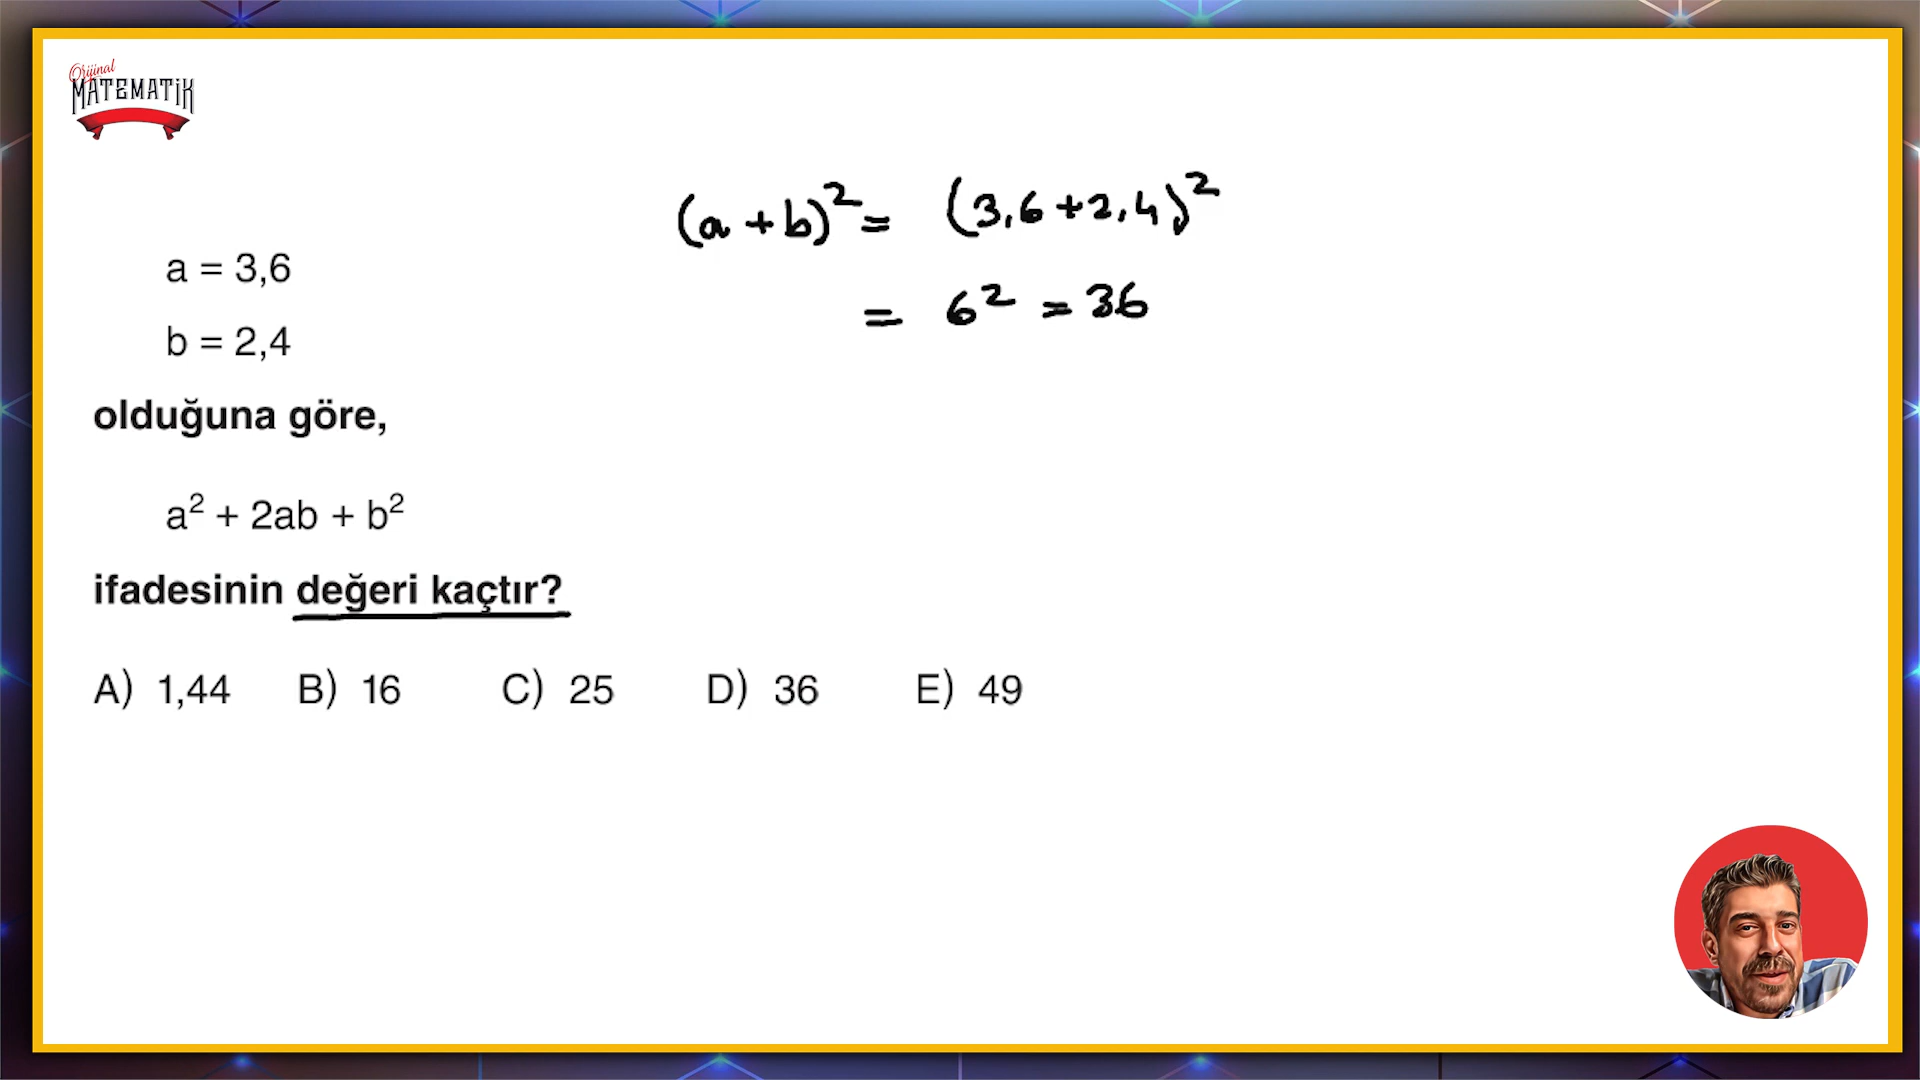 Orijinal
MATEMATİK
(a + b)² = (3,6 + 2,4)²
= 6² = 36
a = 3,6
b = 2,4
olduğuna göre,
a² + 2ab + b²
ifadesinin değeri kaçtır?
A) 1,44 B) 16 C) 25 D) 36 E) 49